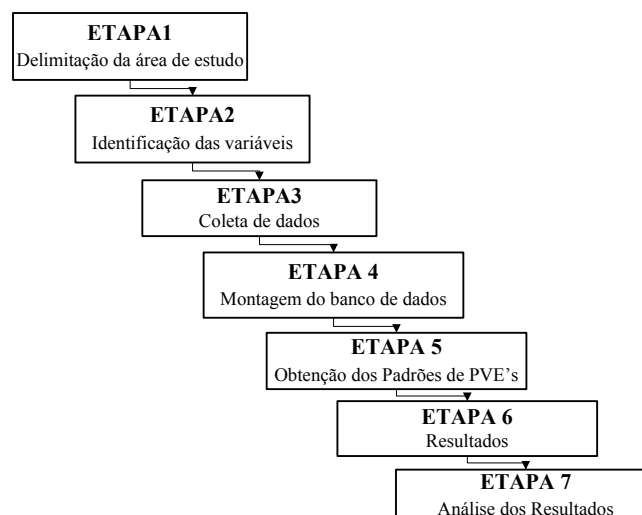 ETAPA1
Delimitação da área de estudo
ETAPA2
Identificação das variáveis
ETAPA3
Coleta de dados
ETAPA 4
Montagem do banco de dados
ETAPA 5
Obtenção dos Padrões de PVE's
ETAPA 6
Resultados
ETAPA 7
Análise dos Resultados